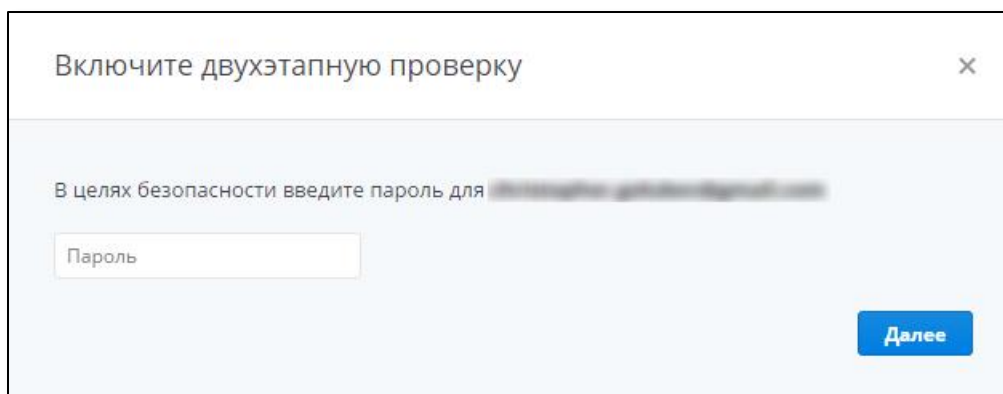 Включите двухэтапную проверку
В целях безопасности введите пароль для
Пароль
Далее